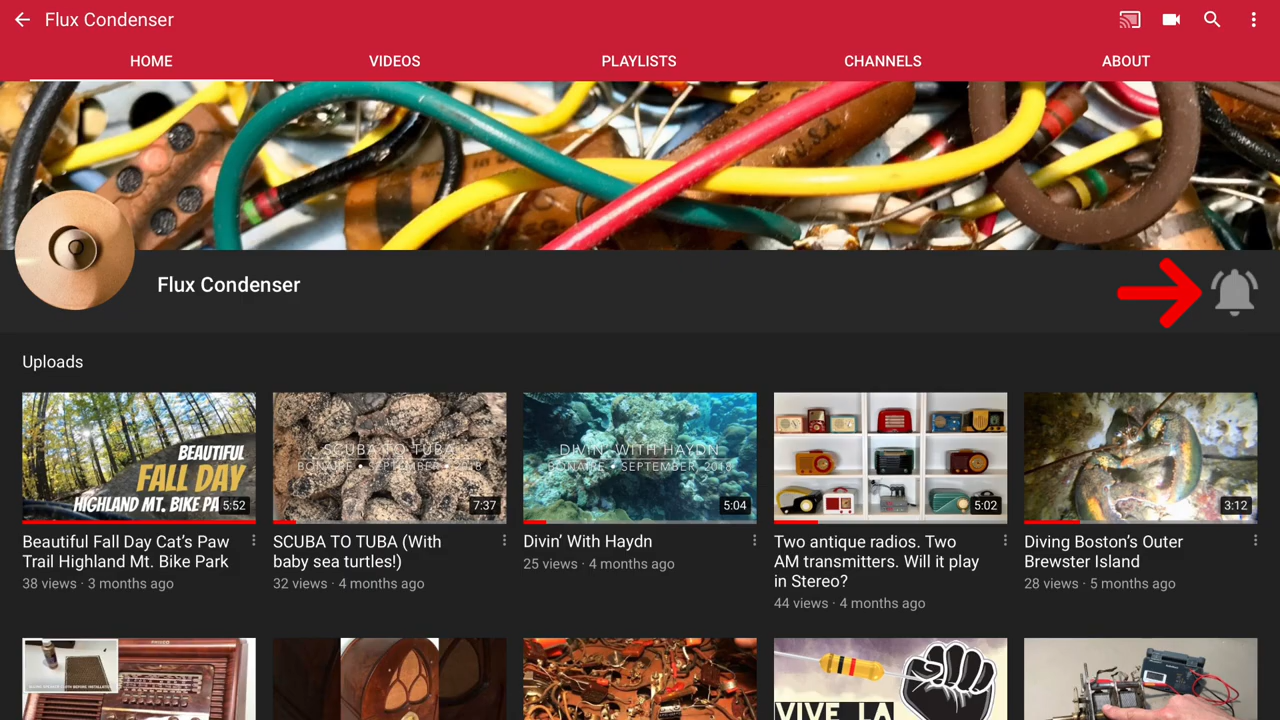 Flux Condenser
HOME VIDEOS PLAYLISTS CHANNELS ABOUT
U.S.A.
Flux Condenser
Uploads
BEAUTIFUL
FALL DAY
HIGHLAND MT. BIKE PA
5:52
SCUBA TO TUBA
BONAIRE • SEPTEMBER 2018
7:37
DIVIN' WITH HAYDN
BONAIRE • SEPTEMBER 2018
5:04
5:02
3:12
Beautiful Fall Day Cat's Paw
Trail Highland Mt. Bike Park
38 views · 3 months ago
SCUBA TO TUBA (With
baby sea turtles!)
32 views · 4 months ago
Divin' With Haydn
25 views · 4 months ago
Two antique radios. Two
AM transmitters. Will it play
in Stereo?
44 views · 4 months ago
Diving Boston's Outer
Brewster Island
28 views · 5 months ago
VIVE LA